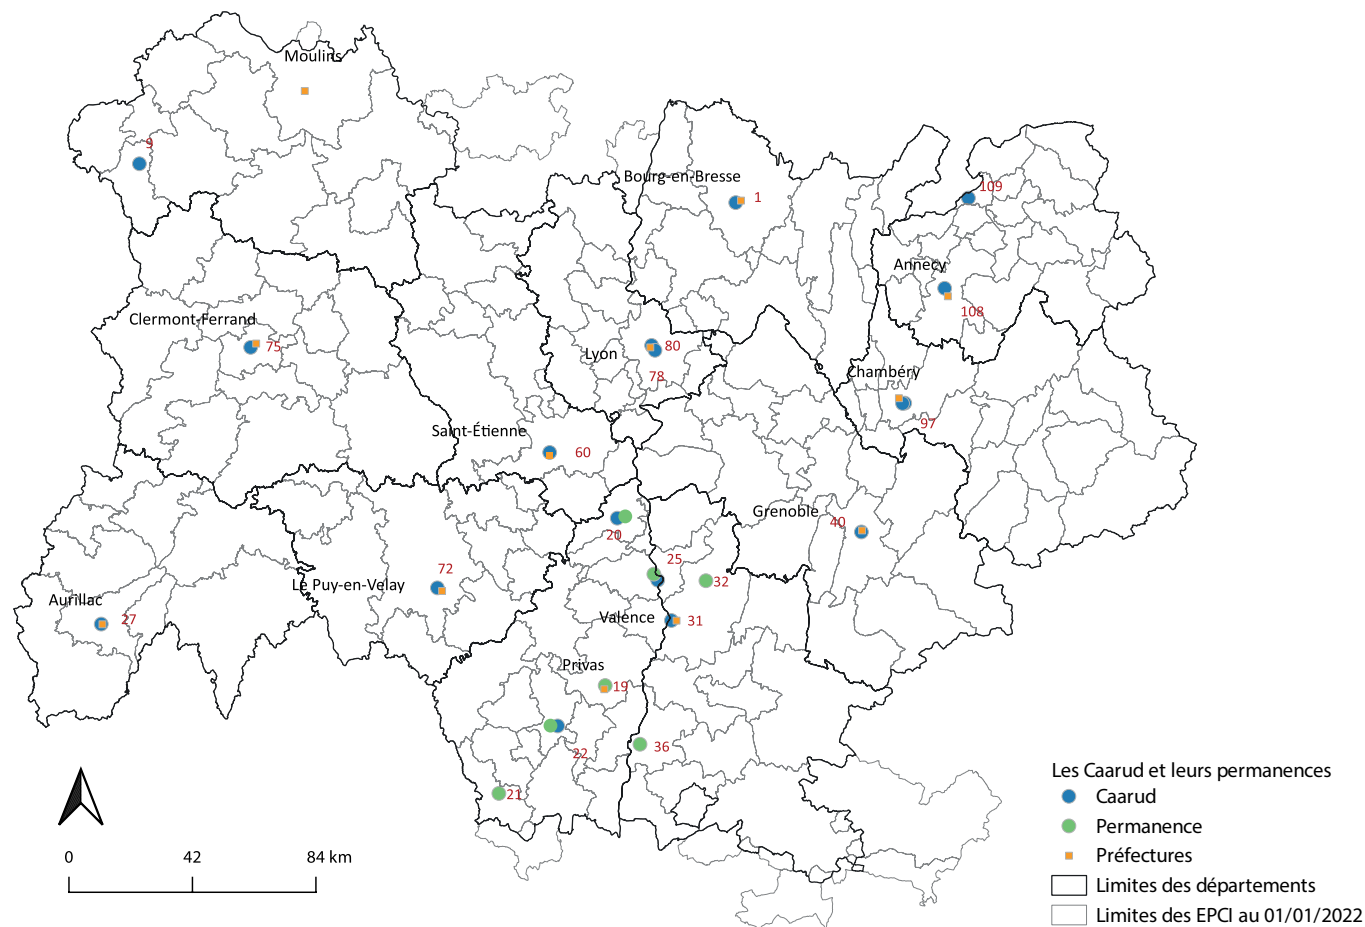 Moulins
9
Bourg-en-Bresse
1
109
Annecy
108
Clermont-Ferrand
75
Lyon
80
78
Chambéry
97
Saint-Étienne
60
Grenoble
40
20
25
32
72
Le Puy-en-Velay
Aurillac
27
Valence
31
Privas
19
22
36
21
0 42 84 km
Les Caarud et leurs permanences
Caarud
Permanence
Préfectures
Limites des départements
Limites des EPCI au 01/01/2022